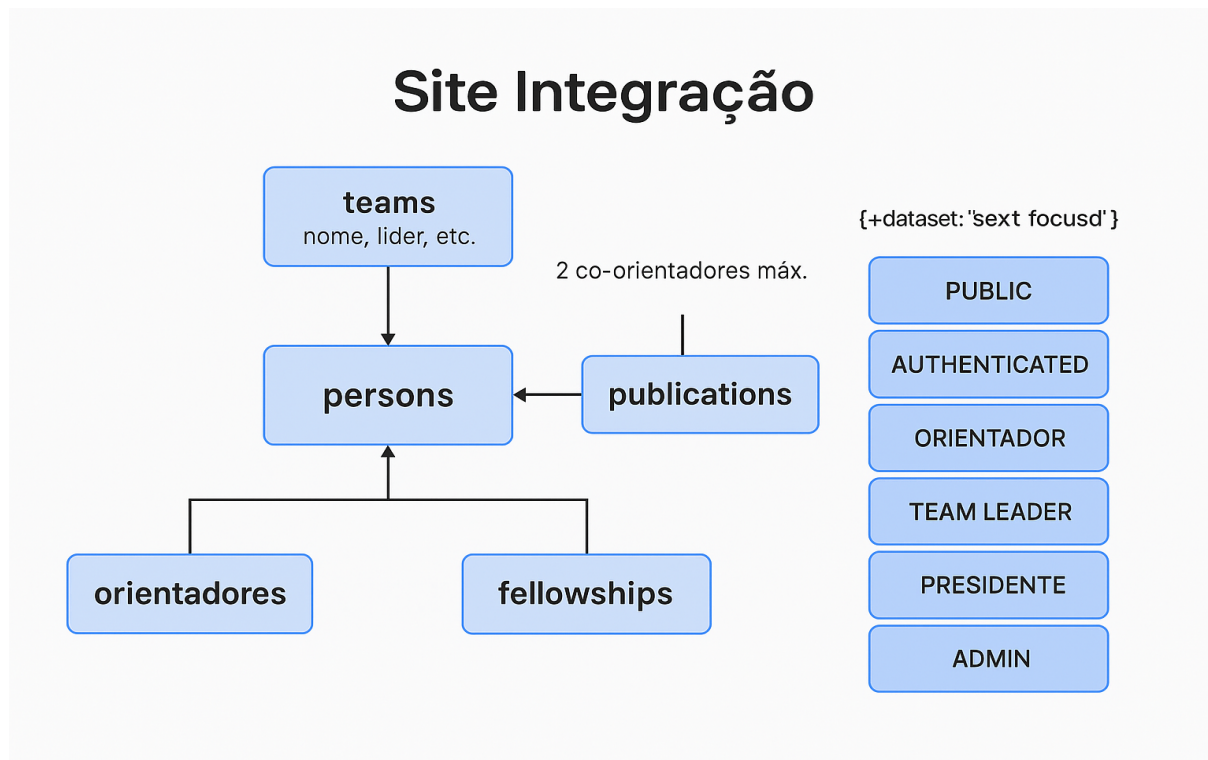 Site Integração
teams
nome, lider, etc.
2 co-orientadores máx.
persons
publications
orientadores
fellowships
{+dataset: "sext focusd'}
PUBLIC
AUTHENTICATED
ORIENTADOR
TEAM LEADER
PRESIDENTE
ADMIN